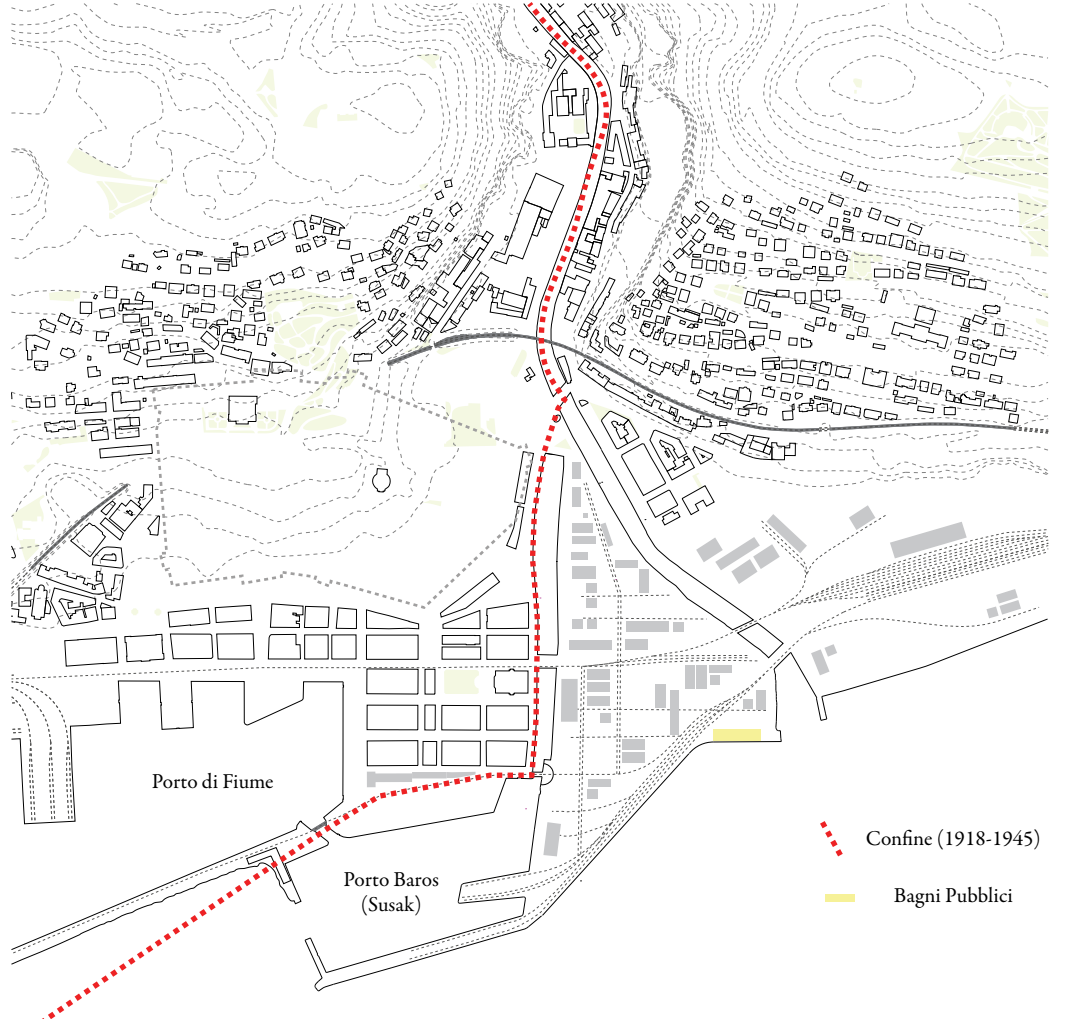 Porto di Fiume
Porto Baros
(Susak)
Confine (1918-1945)
Bagni Pubblici